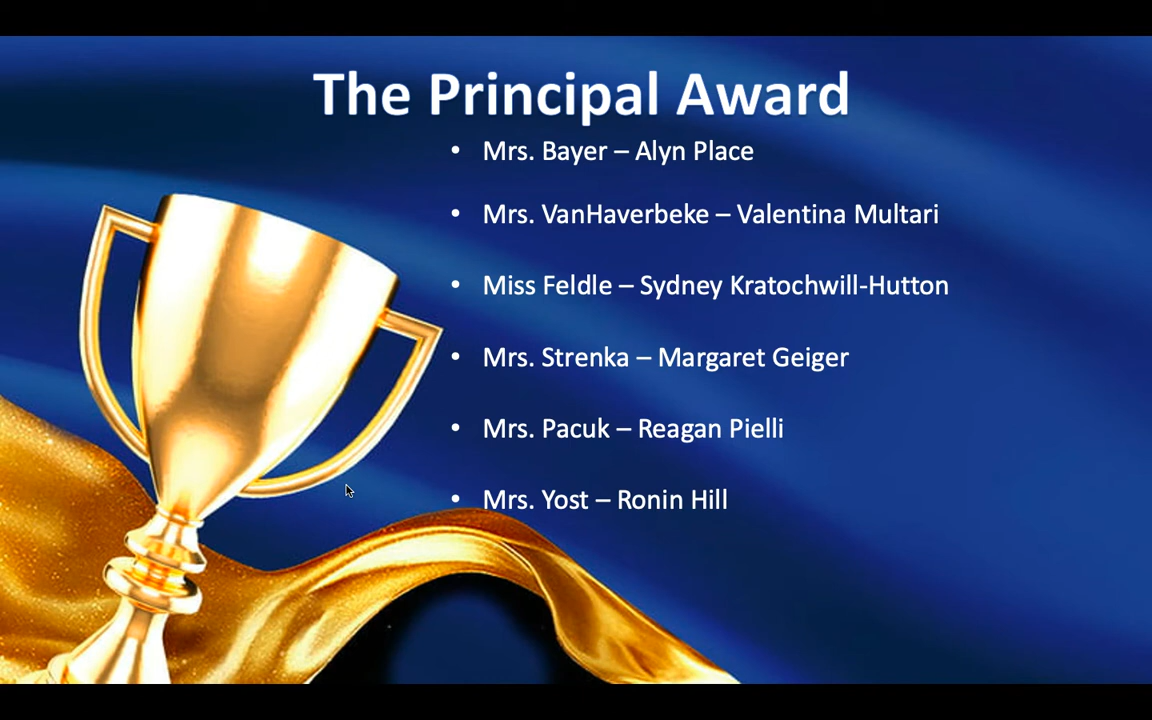 The Principal Award
• Mrs. Bayer – Alyn Place
• Mrs. VanHaverbeke – Valentina Multari
• Miss Feldle – Sydney Kratochwill-Hutton
• Mrs. Strenka – Margaret Geiger
• Mrs. Pacuk – Reagan Pielli
• Mrs. Yost – Ronin Hill